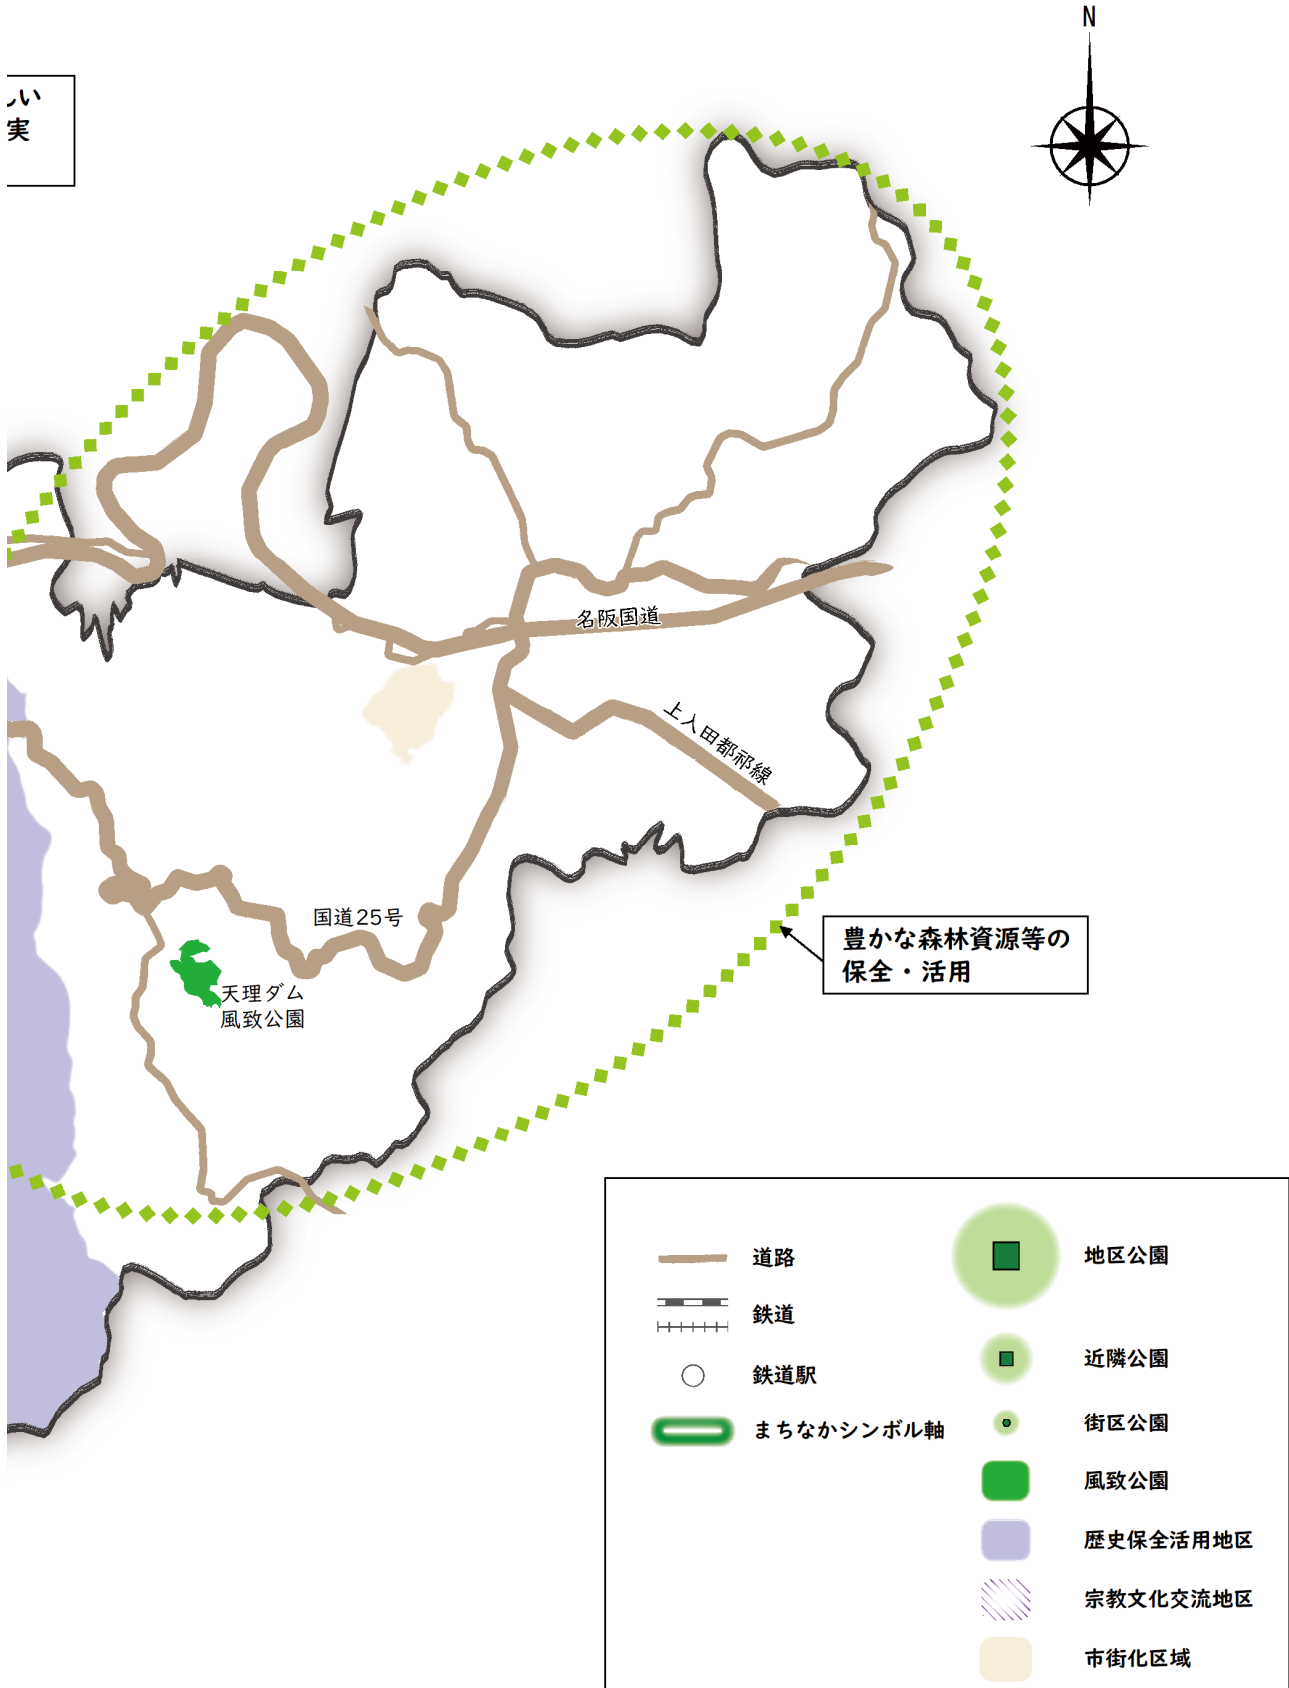 N
しい
実
名阪国道
上入田都祁線
国道25号
豊かな森林資源等の
保全・活用
天理ダム
風致公園
道路
鉄道
鉄道駅
まちなかシンボル軸
地区公園
近隣公園
街区公園
風致公園
歴史保全活用地区
宗教文化交流地区
市街化区域